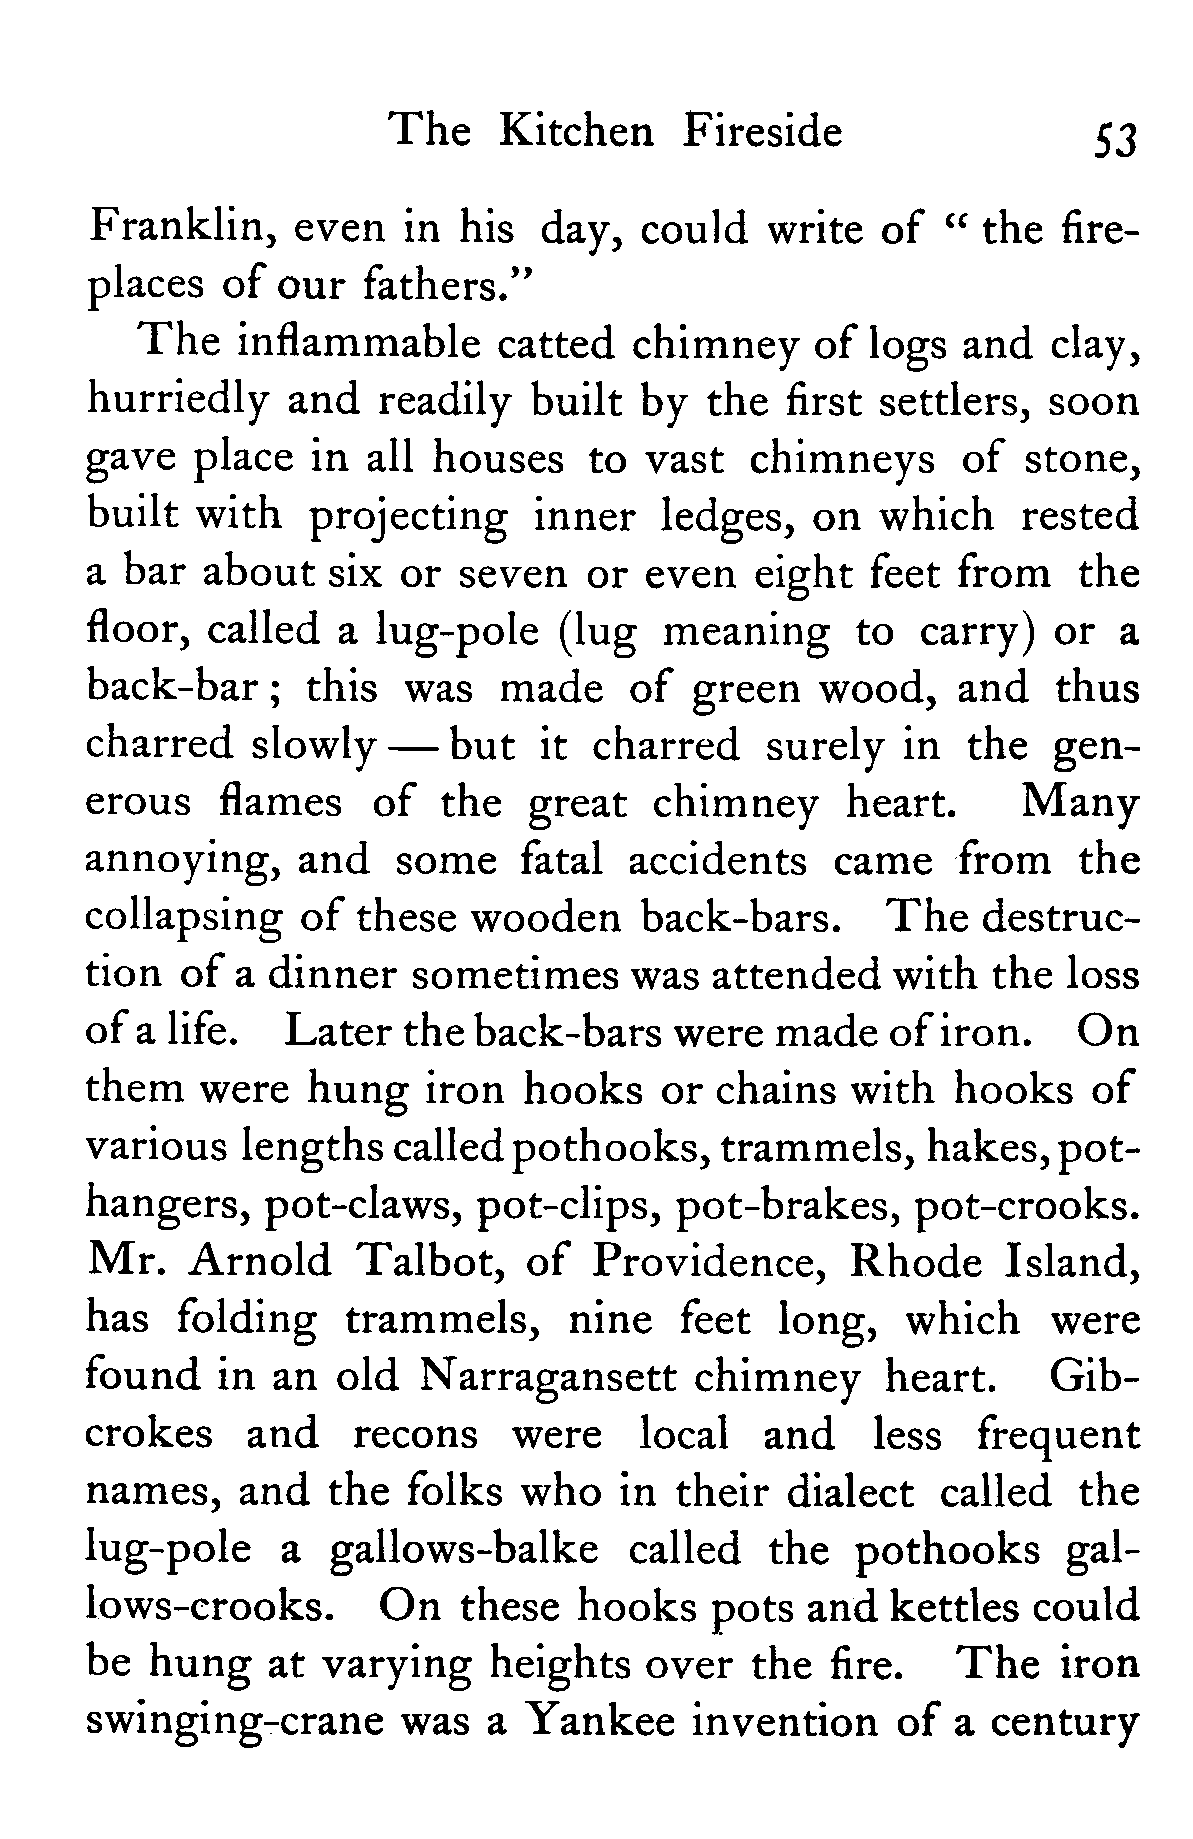 The Kitchen Fireside 53
Franklin, even in his day, could write of “ the fire-
places of our fathers.”
The inflammable catted chimney of logs and clay,
hurriedly and readily built by the first settlers, soon
gave place in all houses to vast chimneys of stone,
built with projecting inner ledges, on which rested
a bar about six or seven or even eight feet from the
floor, called a lug-pole (lug meaning to carry) or a
back-bar ; this was made of green wood, and thus
charred slowly — but it charred surely in the gen-
erous flames of the great chimney heart. Many
annoying, and some fatal accidents came from the
collapsing of these wooden back-bars. The destruc-
tion of a dinner sometimes was attended with the loss
of a life. Later the back-bars were made of iron. On
them were hung iron hooks or chains with hooks of
various lengths called pothooks, trammels, hakes, pot-
hangers, pot-claws, pot-clips, pot-brakes, pot-crooks.
Mr. Arnold Talbot, of Providence, Rhode Island,
has folding trammels, nine feet long, which were
found in an old Narragansett chimney heart. Gib-
crokes and recons were local and less frequent
names, and the folks who in their dialect called the
lug-pole a gallows-balke called the pothooks gal-
lows-crooks. On these hooks pots and kettles could
be hung at varying heights over the fire. The iron
swinging-crane was a Yankee invention of a century